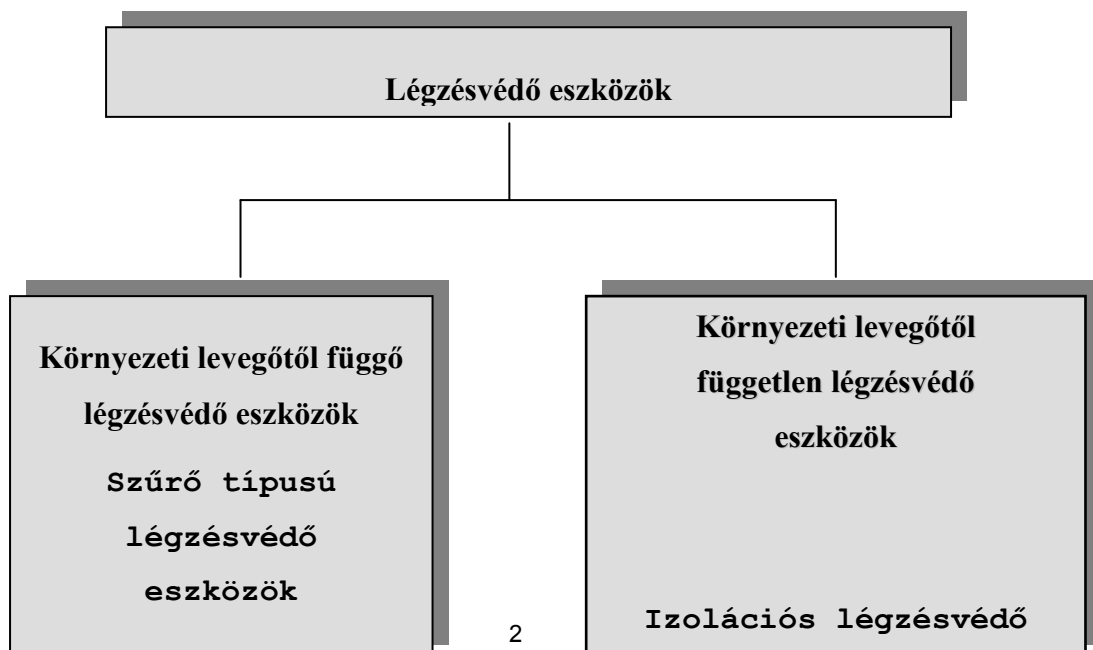 Légzésvédő eszközök
Környezeti levegőtől függő
légzésvédő eszközök
Szűrő típusú
légzésvédő
eszközök
Környezeti levegőtől
független légzésvédő
eszközök
Izolációs légzésvédő
2